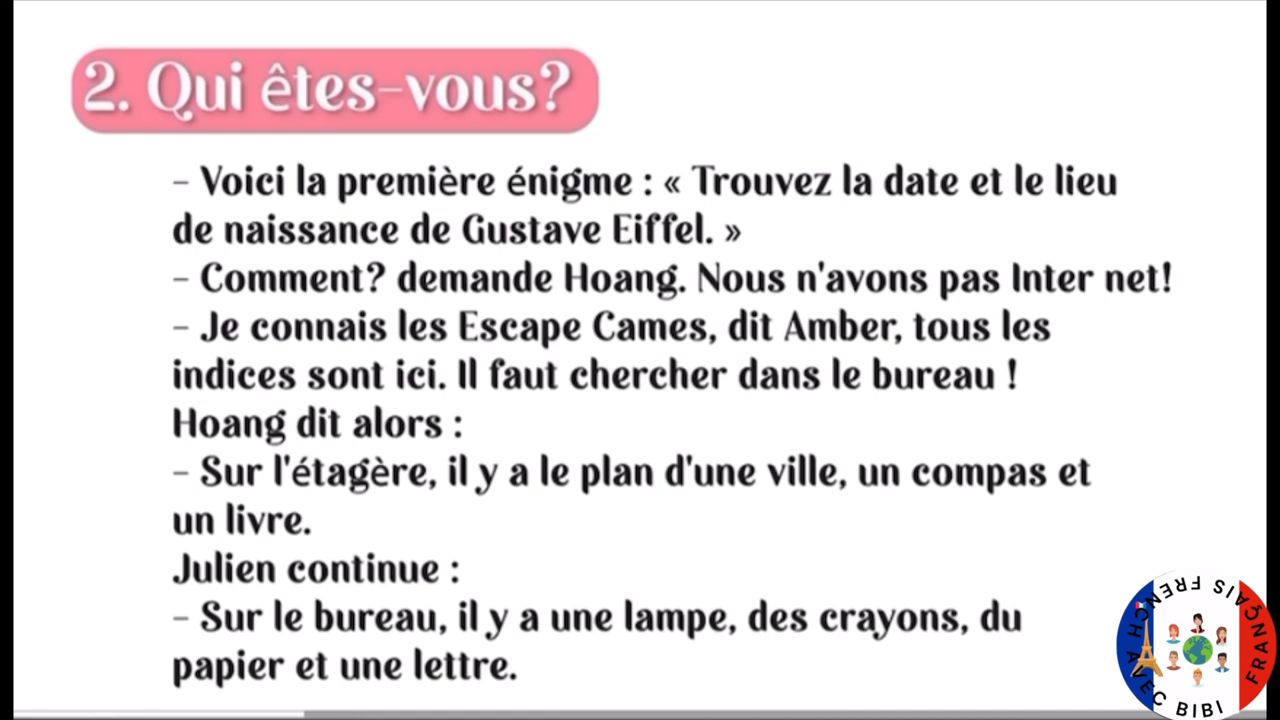 2. Qui êtes-vous?
– Voici la première énigme : « Trouvez la date et le lieu
de naissance de Gustave Eiffel. »
– Comment? demande Hoang. Nous n'avons pas Inter net!
– Je connais les Escape Cames, dit Amber, tous les
indices sont ici. Il faut chercher dans le bureau !
Hoang dit alors :
– Sur l'étagère, il y a le plan d'une ville, un compas et
un livre.
Julien continue :
– Sur le bureau, il y a une lampe, des crayons, du
papier et une lettre.
FRENCH AVEC BIBI FRANÇAIS